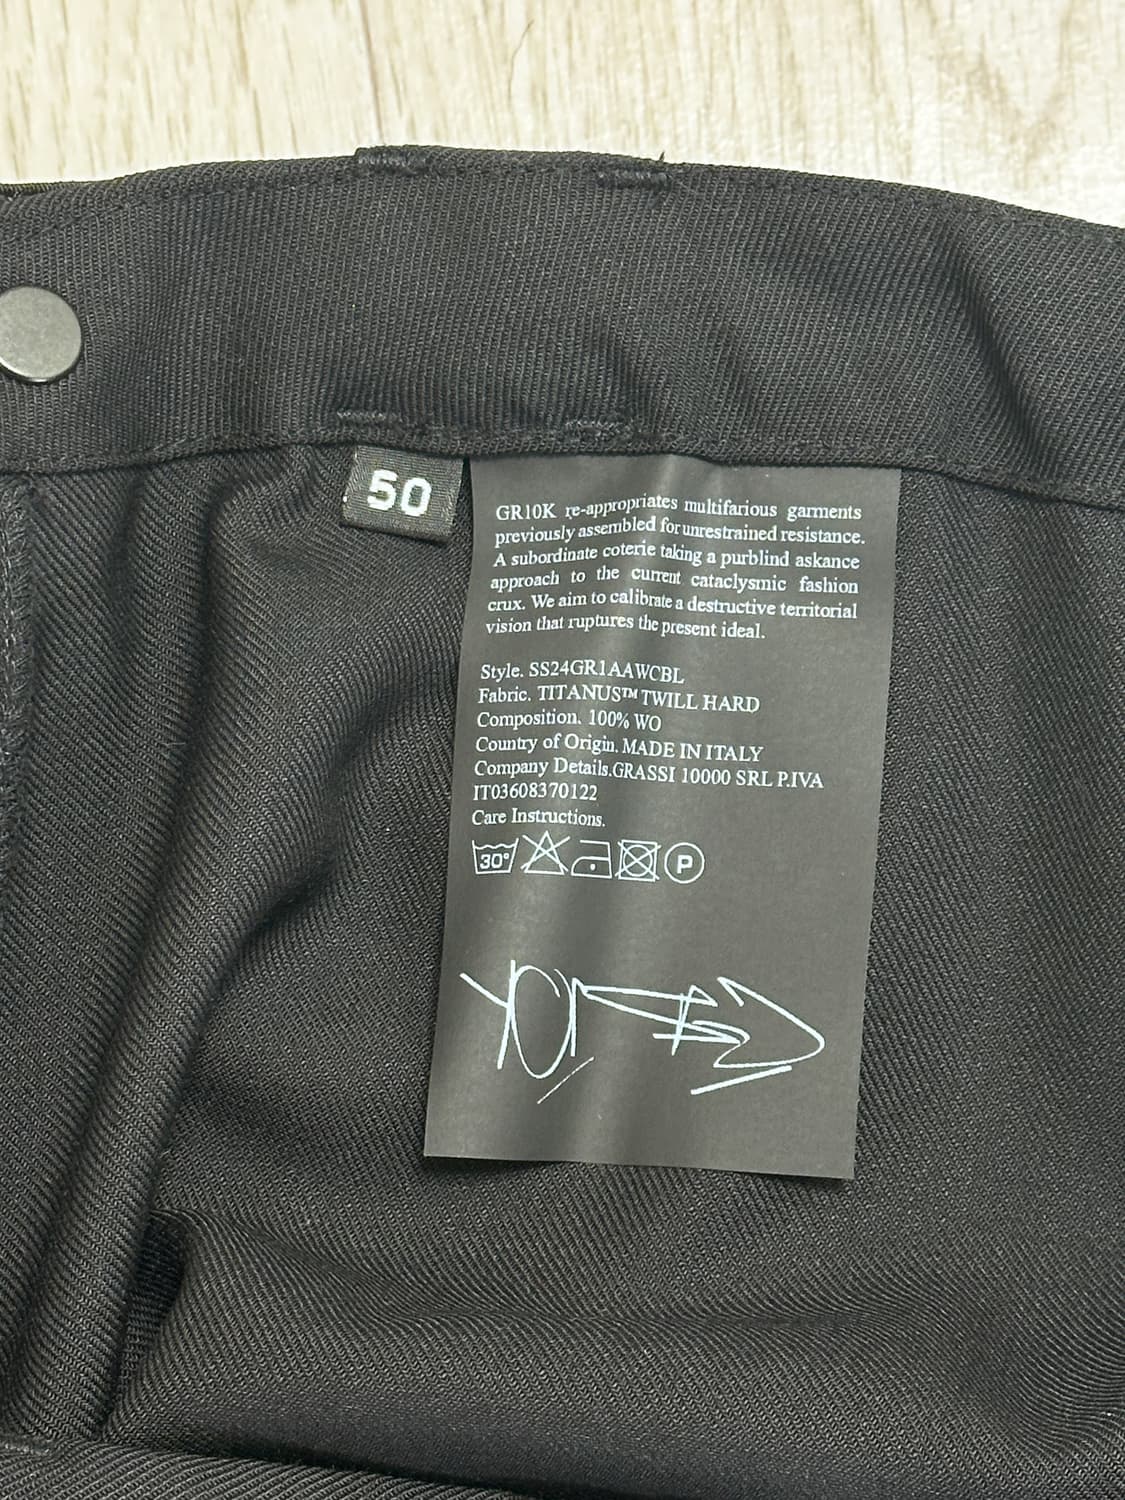 50
GR10K re-appropriates multifarious garments
previously assembled for unrestrained resistance.
A subordinate coterie taking a purblind askance
approach to the current cataclysmic fashion
crux. We aim to calibrate a destructive territorial
vision that ruptures the present ideal.
Style. SS24GR1AAWCBL
Fabric. TITANUS™ TWILL HARD
Composition. 100% WO
Country of Origin. MADE IN ITALY
Company Details.GRASSI 10000 SRL P.IVA
IT03608370122
Care Instructions.
30° P